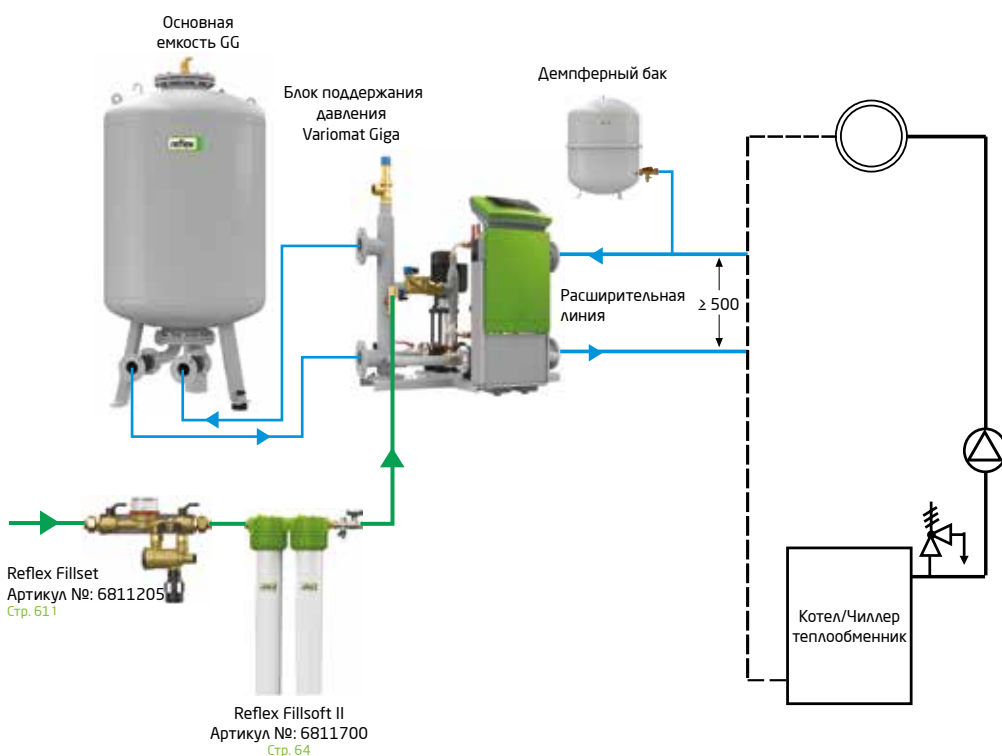 Основная
емкость GG
Блок поддержания
давления
Variomat Giga
Демпферный бак
reflex
Расширительная
линия
≥ 500
Reflex Fillset
Артикул №: 6811205
Стр. 611
Котел/Чиллер
теплообменник
Reflex Fillsoft II
Артикул №: 6811700
Стр. 64